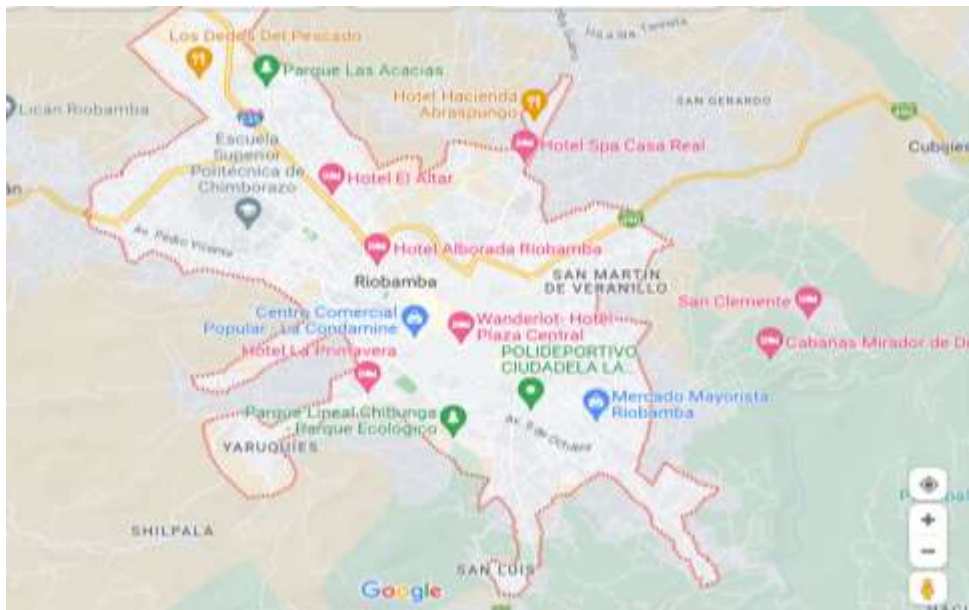 Los Dedos Del Pescado
Parque Las Acacias
Lican Riobamba
Hotel Hacienda
Abraspungo
SAN GERARDO
Escuela
Superior
Politécnica de
Chimborazo
Hotel Spa Casa Real
Cubijíes
Hotel El Altar
Av. Pedro Vicente
Hotel Alborada Riobamba
Riobamba
SAN MARTÍN
DE VERANILLO
San Clemente
Centro Comercial
Popular - La Condamine
Wanderlot- Hotel
Plaza Central
Cabañas Mirador de
Hotel La Primavera
POLIDEPORTIVO
CIUDADELA LA...
Mercado Mayorista
Riobamba
Parque Lineal Chibunga
- Parque Ecológico
Av. 9 de Octubre
YARUQUÍES
SHILPALÁ
SAN LUIS
Google